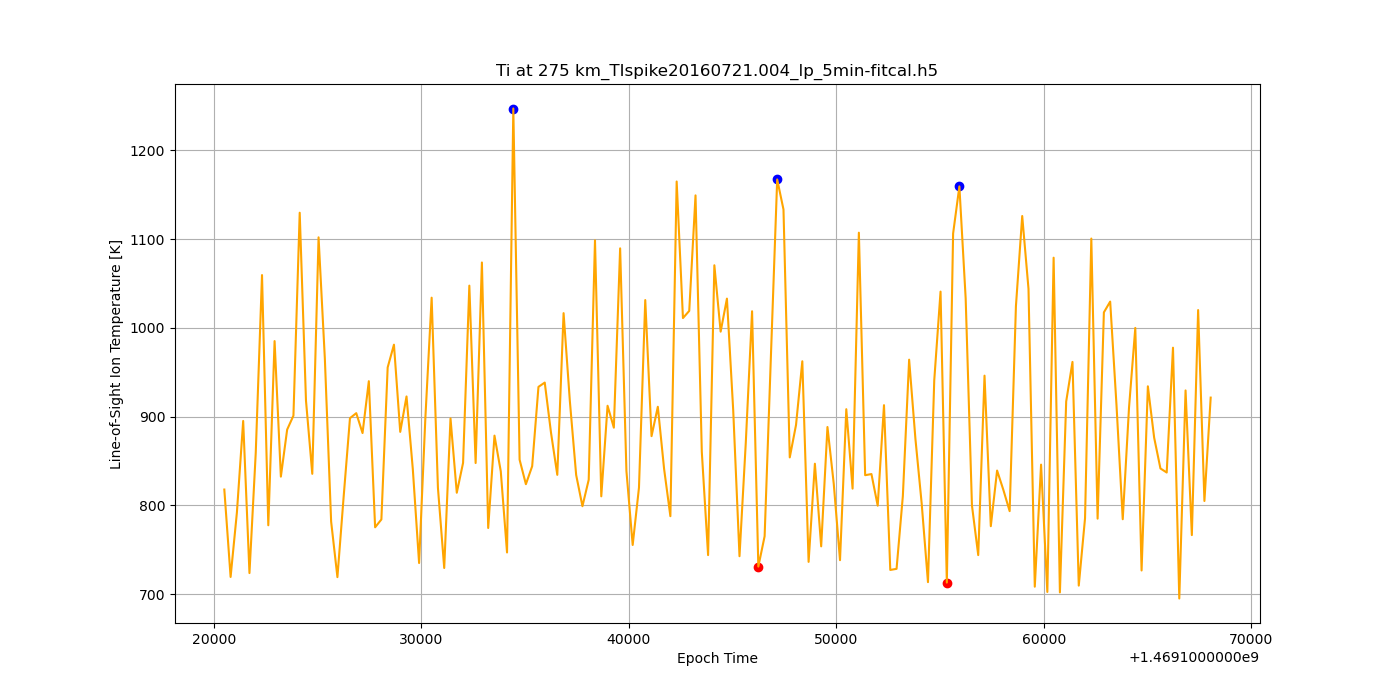 Ti at 275 km_TIspike20160721.004_lp_5min-fitcal.h5
Line-of-Sight Ion Temperature [K]
1200
1100
1000
900
800
700
20000 30000 40000 50000 60000 70000
Epoch Time
+1.4691000000e9